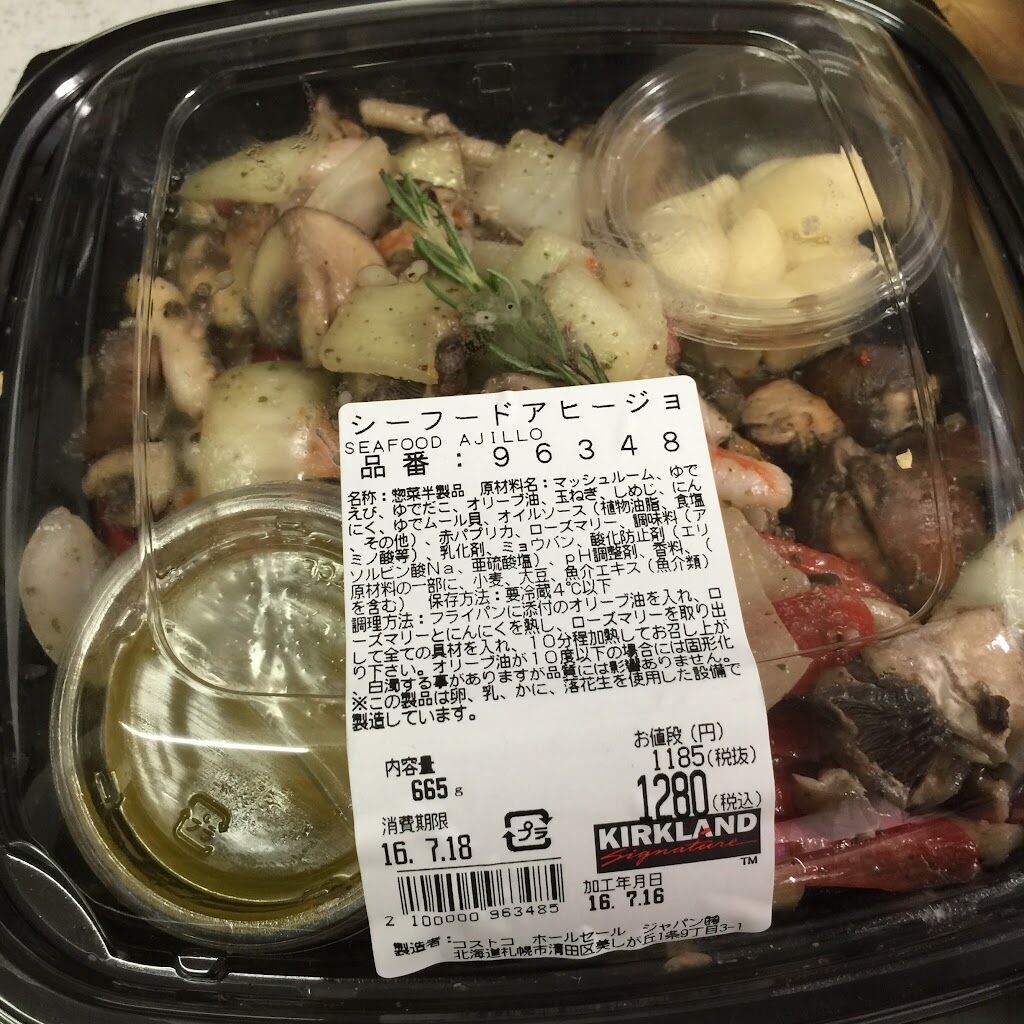 シーフードアヒージョ
SEAFOOD AJILLO
品番:96348
名称:惣菜半製品 原材料名:マッシュルーム、ゆで
えび、ゆでだこ、オリーブ油、玉ねぎ、しめじ、にん
にく、ゆでムール貝、オイルソース(植物油脂、食塩
、その他)、赤パプリカ、ローズマリー、調味料(ア
ミノ酸等)、乳化剤、ミョウバン、酸化防止剤(エリ
ソルビン酸Na、亜硫酸塩)、pH調整剤、香料、(
原材料の一部に、小麦、大豆、魚介エキス(魚介類)
を含む) 保存方法:要冷蔵4℃以下
調理方法:フライパンに添付のオリーブ油を入れ、ロ
ーズマリーとにんにくを熱し、ローズマリーを取り出
して全ての具材を入れ、10分程加熱してお召し上が
り下さい。オリーブ油が10度以下の場合には固形化
、白濁する事がありますが品質には影響ありません。
※この製品は卵、乳、かに、落花生を使用した設備で
製造しています。
お値段(円)
1185(税抜)
1280(税込)
内容量
665g
消費期限
16. 7.18
プラ
KIRKLAND
Signature
TM
加工年月日
16. 7.16
2 100000 963485
製造者:コストコ ホールセール ジャパン㈱
北海道札幌市清田区美しが丘1条9丁目3-1